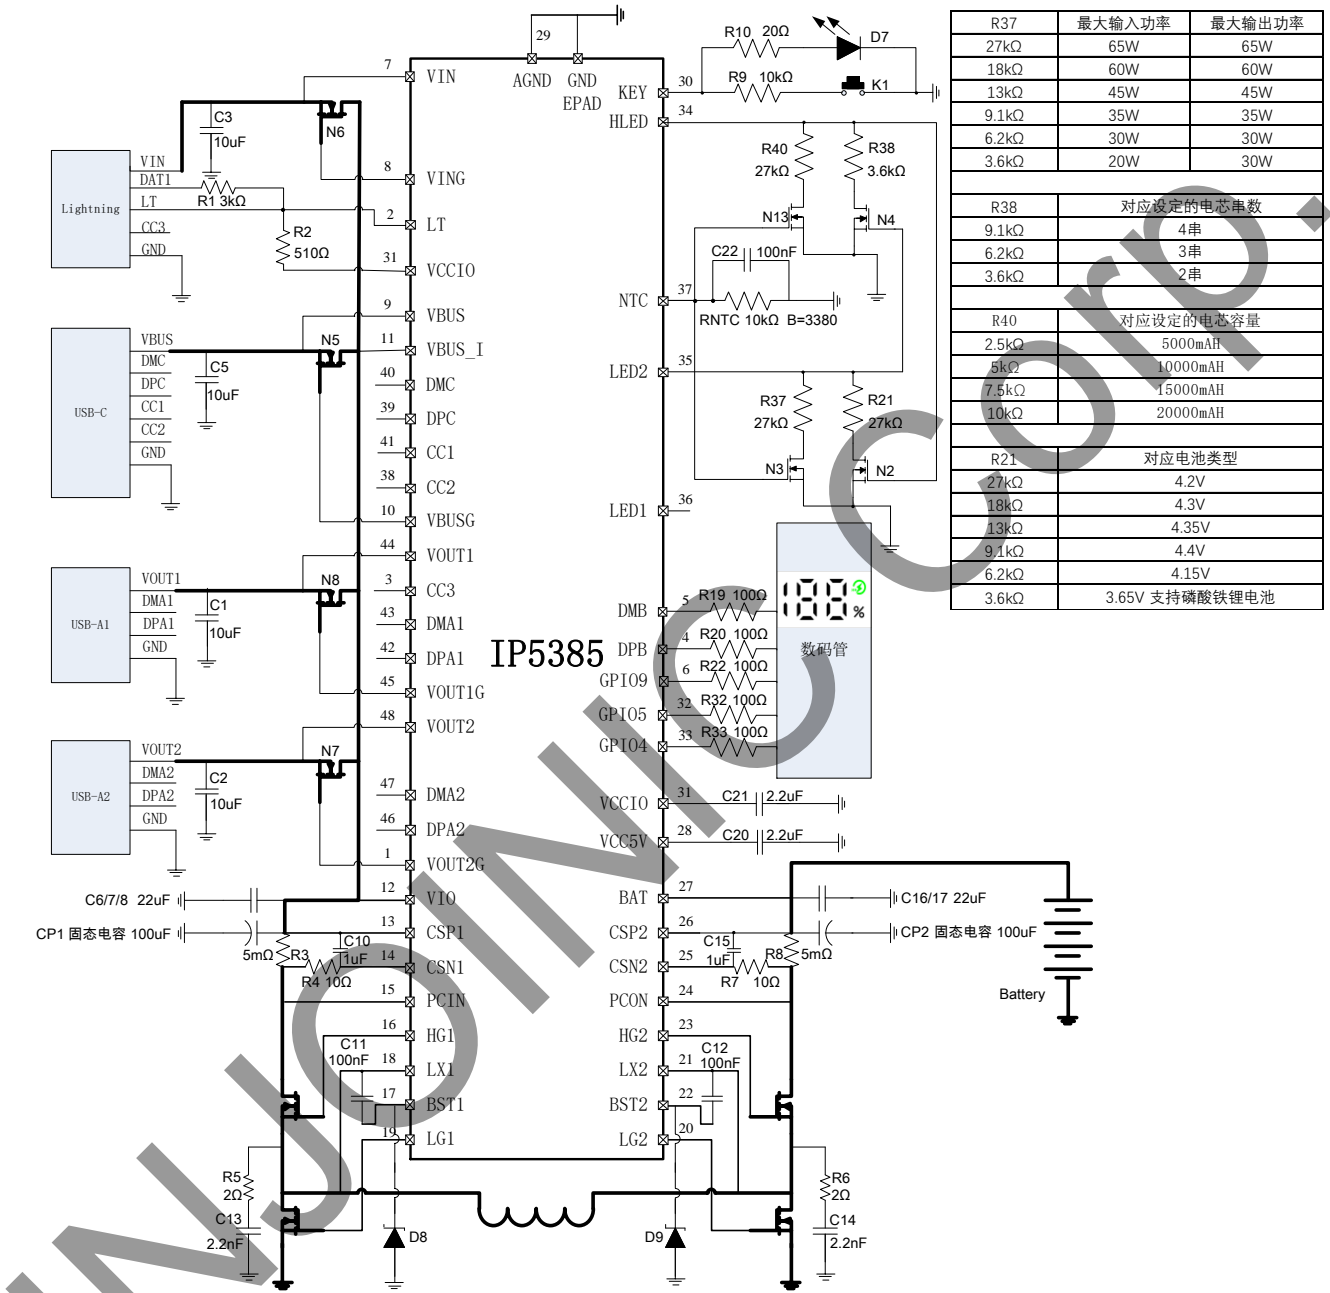 29
AGND
GND
EPAD
7
VIN
N6
C3
10uF
VIN
DAT1
LT
CC3
GND
Lightning
R1 3kΩ
R2
510Ω
8
VING
2
LT
31
VCCIO
9
VBUS
N5
11
VBUS_I
40
DMC
39
DPC
41
CC1
38
CC2
10
VBUSG
VBUS
DMC
DPC
CC1
CC2
GND
USB-C
C5
10uF
44
VOUT1
N8
3
CC3
43
DMA1
42
DPA1
45
VOUT1G
VOUT1
DMA1
DPA1
GND
USB-A1
C1
10uF
48
VOUT2
N7
47
DMA2
46
DPA2
1
VOUT2G
VOUT2
DMA2
DPA2
GND
USB-A2
C2
10uF
C6/7/8 22uF
12
VIO
CP1 固态电容 100uF
13
CSP1
5mΩ
R3
C10
1uF
14
CSN1
R4 10Ω
15
PCIN
16
HG1
C11
100nF
18
LX1
17
BST1
19
LG1
R5
2Ω
C13
2.2nF
D8
IP5385
R10 20Ω
D7
R9 10kΩ
K1
KEY
30
HLED
34
R40
27kΩ
R38
3.6kΩ
N13
N4
C22 100nF
NTC
37
RNTC 10kΩ B=3380
LED2
35
R37
27kΩ
R21
27kΩ
N3
N2
LED1
36
DMB
5
R19 100Ω
DPB
4
R20 100Ω
GPIO9
6
R22 100Ω
GPIO5
32
R32 100Ω
GPIO4
33
R33 100Ω
188
%
数码管
VCCIO
31
C21 2.2uF
VCC5V
28
C20 2.2uF
BAT
27
C16/17 22uF
CSP2
26
CP2 固态电容 100uF
C15
1uF
R8
5mΩ
CSN2
25
R7 10Ω
PCON
24
HG2
23
C12
100nF
LX2
21
BST2
22
LG2
20
Battery
R6
2Ω
C14
2.2nF
D9
R37 最大输入功率 最大输出功率
27kΩ 65W 65W
18kΩ 60W 60W
13kΩ 45W 45W
9.1kΩ 35W 35W
6.2kΩ 30W 30W
3.6kΩ 20W 30W
R38 对应设定的电芯串数
9.1kΩ 4串
6.2kΩ 3串
3.6kΩ 2串
R40 对应设定的电芯容量
2.5kΩ 5000mAH
5kΩ 10000mAH
7.5kΩ 15000mAH
10kΩ 20000mAH
R21 对应电池类型
27kΩ 4.2V
18kΩ 4.3V
13kΩ 4.35V
9.1kΩ 4.4V
6.2kΩ 4.15V
3.6kΩ 3.65V 支持磷酸铁锂电池
INJOINIC Corp.